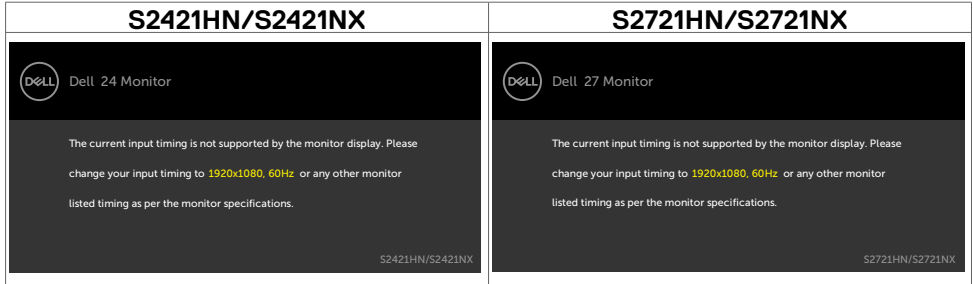 S2421HN/S2421NX
S2721HN/S2721NX
DELL Dell 24 Monitor
The current input timing is not supported by the monitor display. Please
change your input timing to 1920x1080, 60Hz or any other monitor
listed timing as per the monitor specifications.
S2421HN/S2421NX
DELL Dell 27 Monitor
The current input timing is not supported by the monitor display. Please
change your input timing to 1920x1080, 60Hz or any other monitor
listed timing as per the monitor specifications.
S2721HN/S2721NX